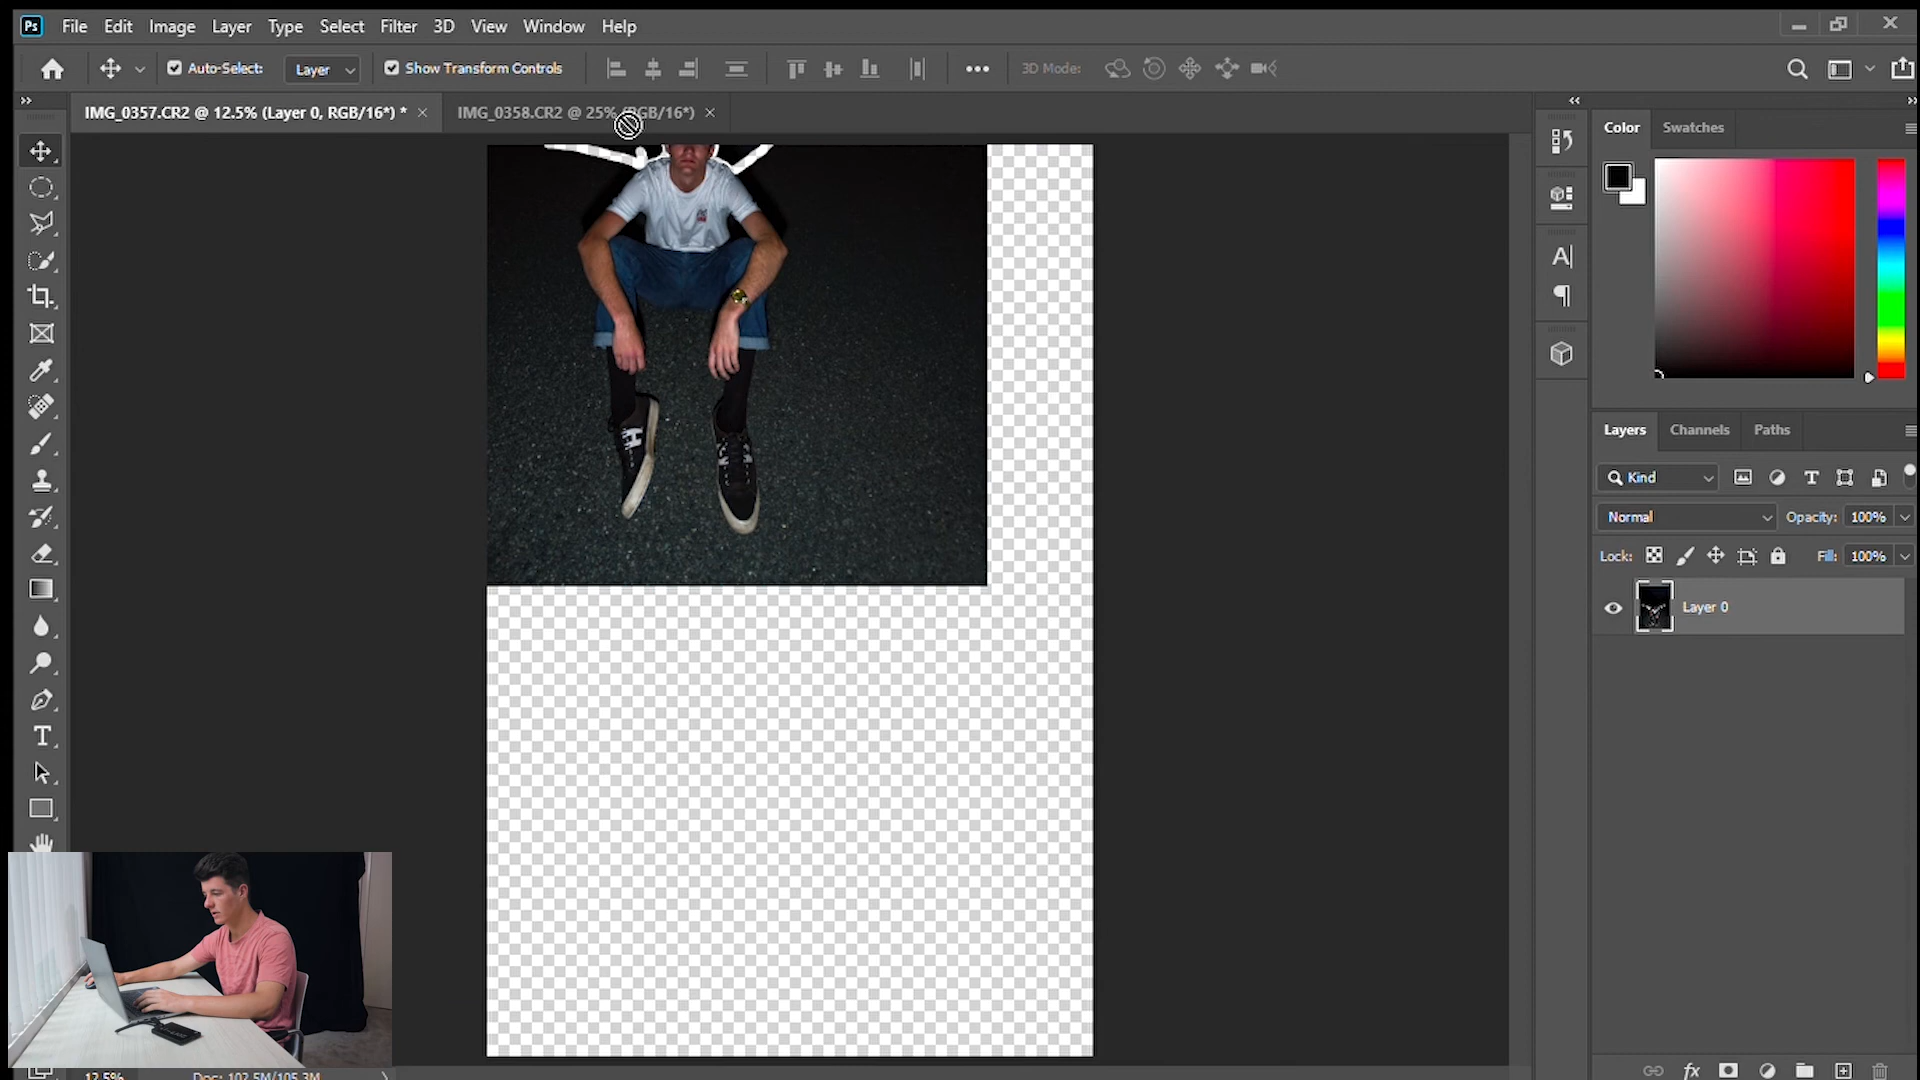 Ps File Edit Image Layer Type Select Filter 3D View Window Help
Auto-Select: Layer Show Transform Controls 3D Mode:
IMG_0357.CR2 @ 12.5% (Layer 0, RGB/16*) * IMG_0358.CR2 @ 25% (RGB/16*)
Color Swatches
Layers Channels Paths
Kind
Normal Opacity: 100%
Lock: Fill: 100%
Layer 0
fx
12.5% Doc: 102.5M/105.3M